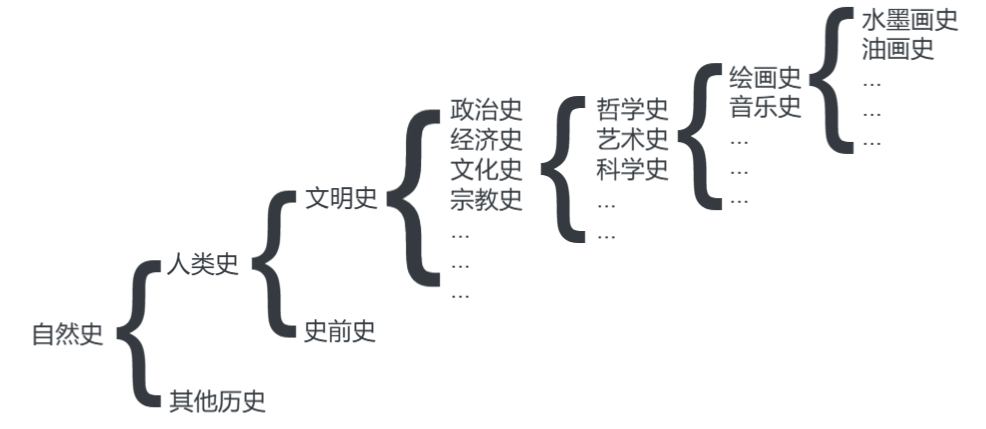 自然史
人类史
其他历史
文明史
史前史
政治史
经济史
文化史
宗教史
...
...
...
哲学史
艺术史
科学史
...
...
绘画史
音乐史
...
...
...
水墨画史
油画史
...
...
...